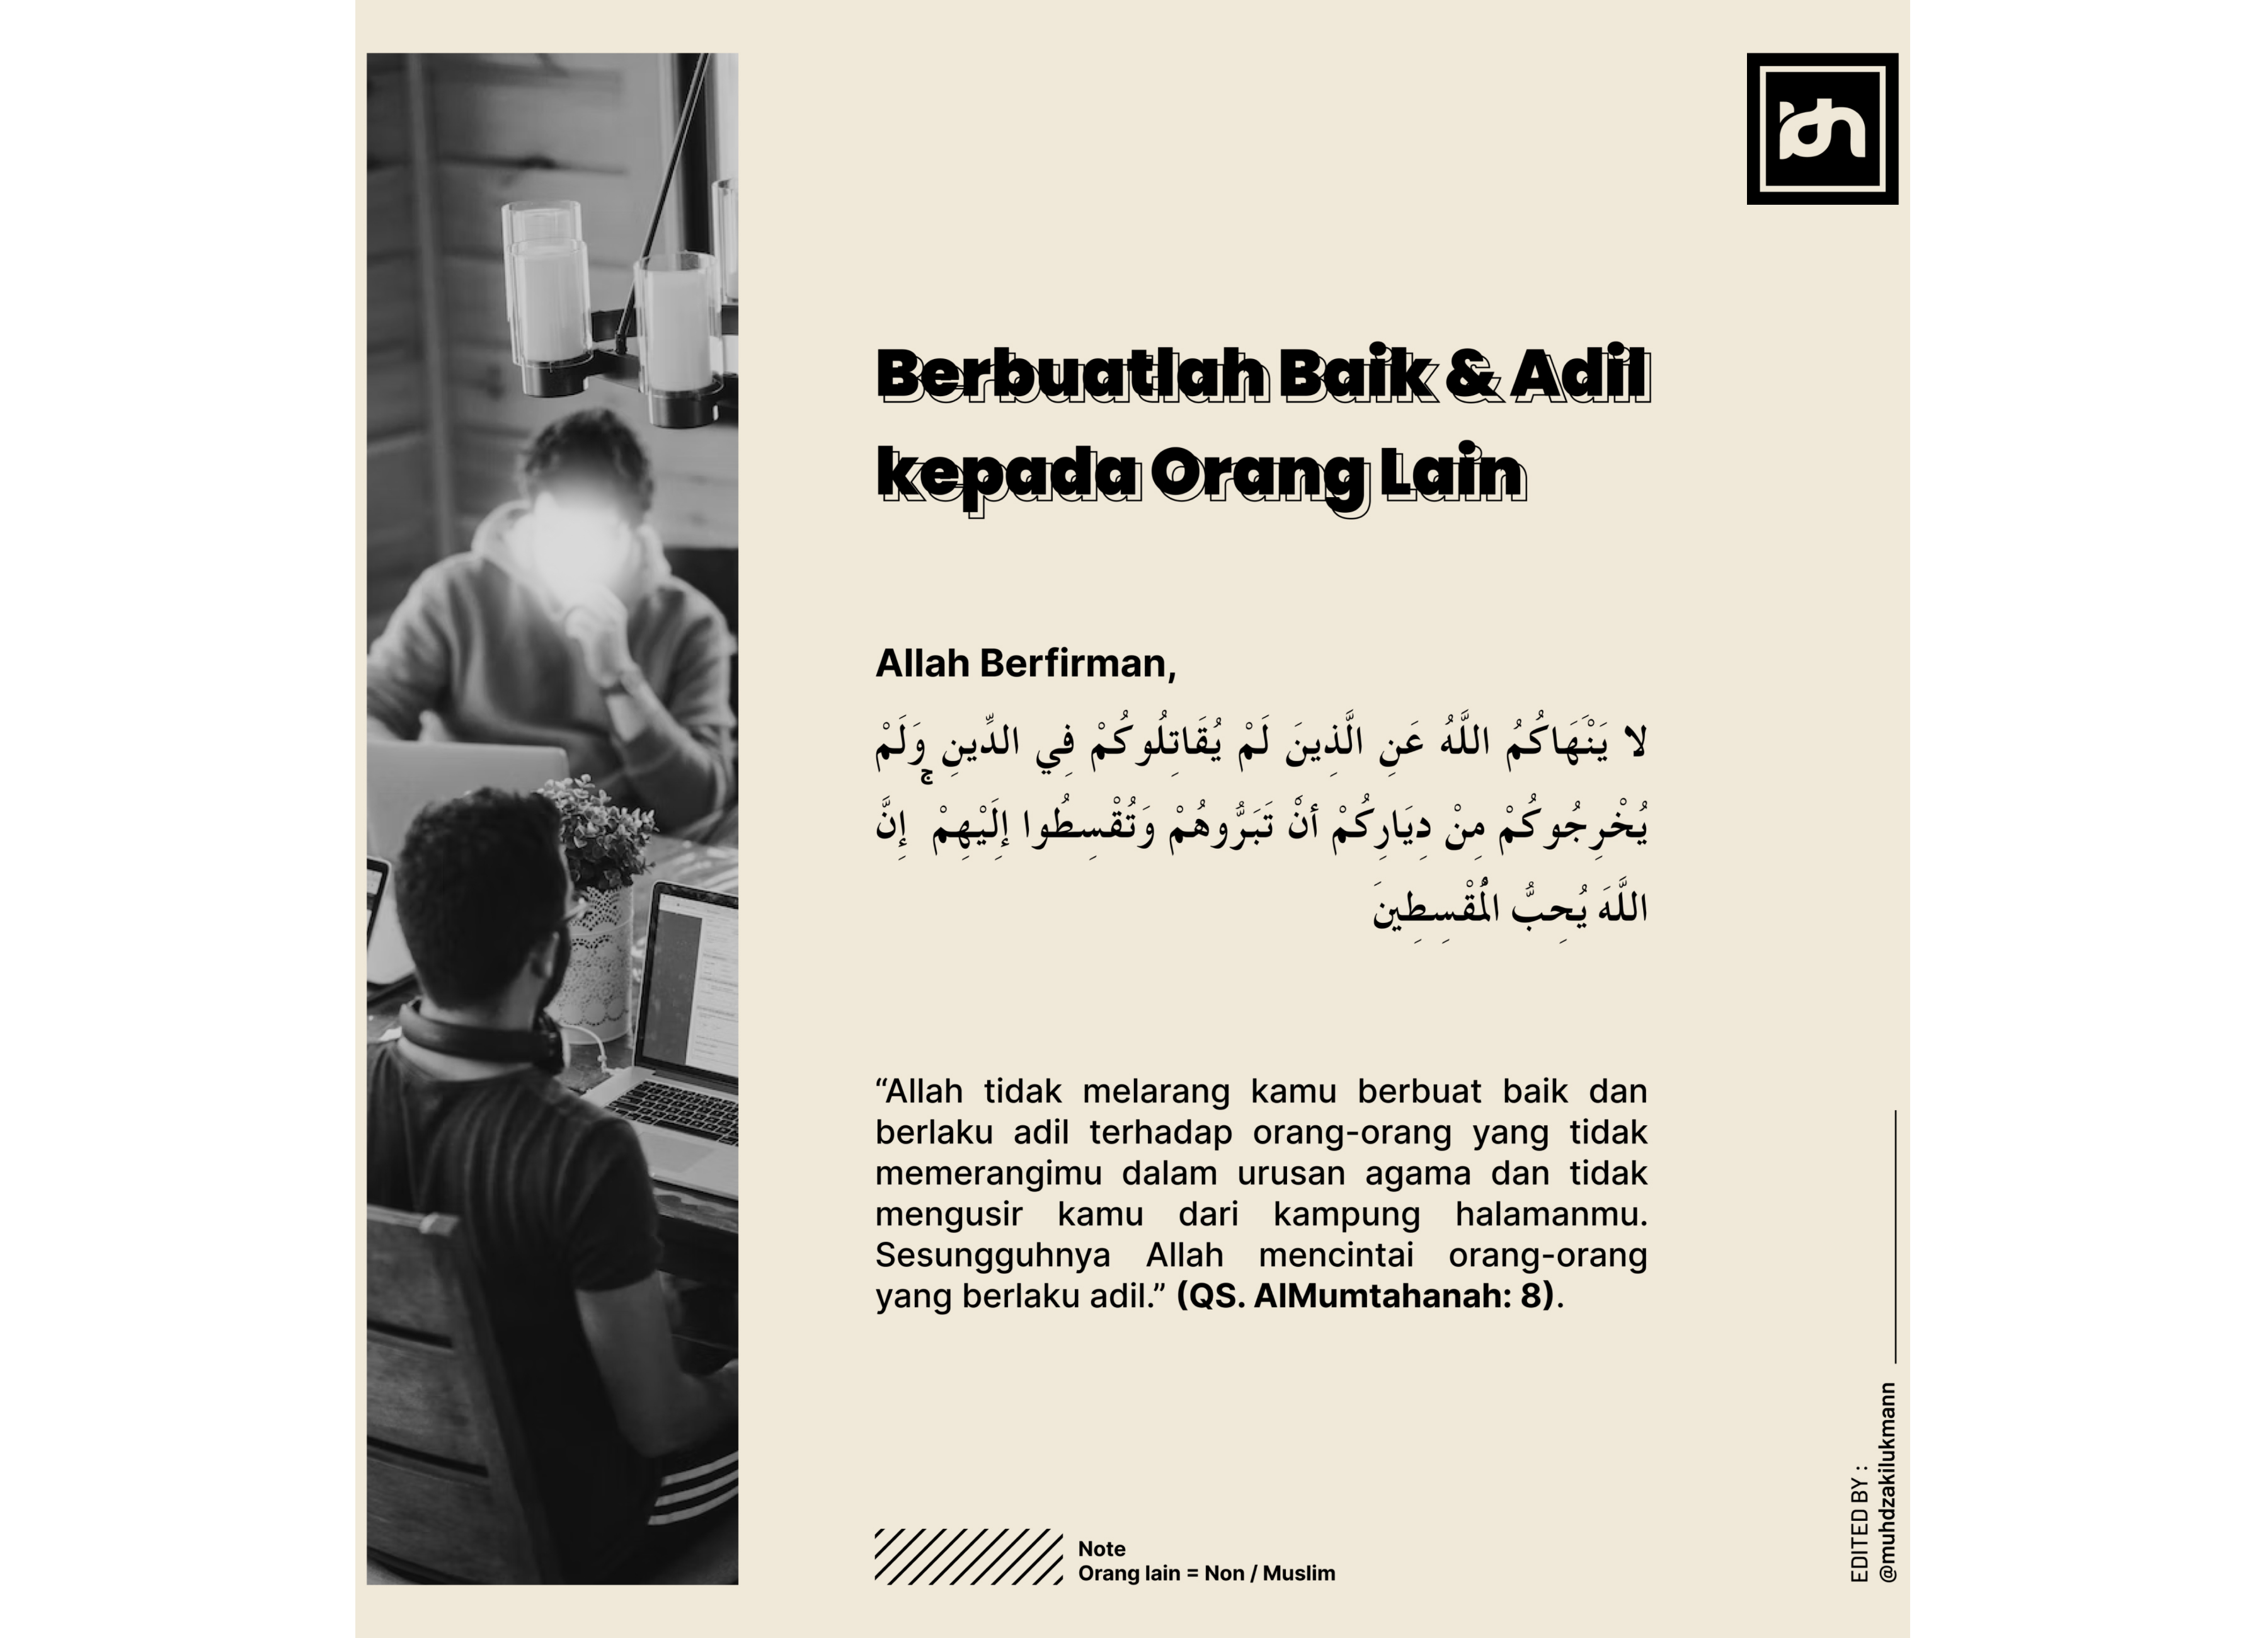 Berbuatlah Baik & Adil
kepada Orang Lain
Allah Berfirman,
لا يَنْهَاكُمُ اللَّهُ عَنِ الَّذِينَ لَمْ يُقَاتِلُوكُمْ فِي الدِّينِ وَلَمْ
يُخْرِجُوكُمْ مِنْ دِيَارِكُمْ أنْ تَبَرُّوهُمْ وَتُقْسِطُوا إِلَيْهِمْ ۚ إِنَّ
اللَّهَ يُحِبُّ الْمُقْسِطِينَ
“Allah tidak melarang kamu berbuat baik dan
berlaku adil terhadap orang-orang yang tidak
memerangimu dalam urusan agama dan tidak
mengusir kamu dari kampung halamanmu.
Sesungguhnya Allah mencintai orang-orang
yang berlaku adil.” (QS. AlMumtahanah: 8).
Note
Orang lain = Non / Muslim
EDITED BY :
@muhdzakilukmann